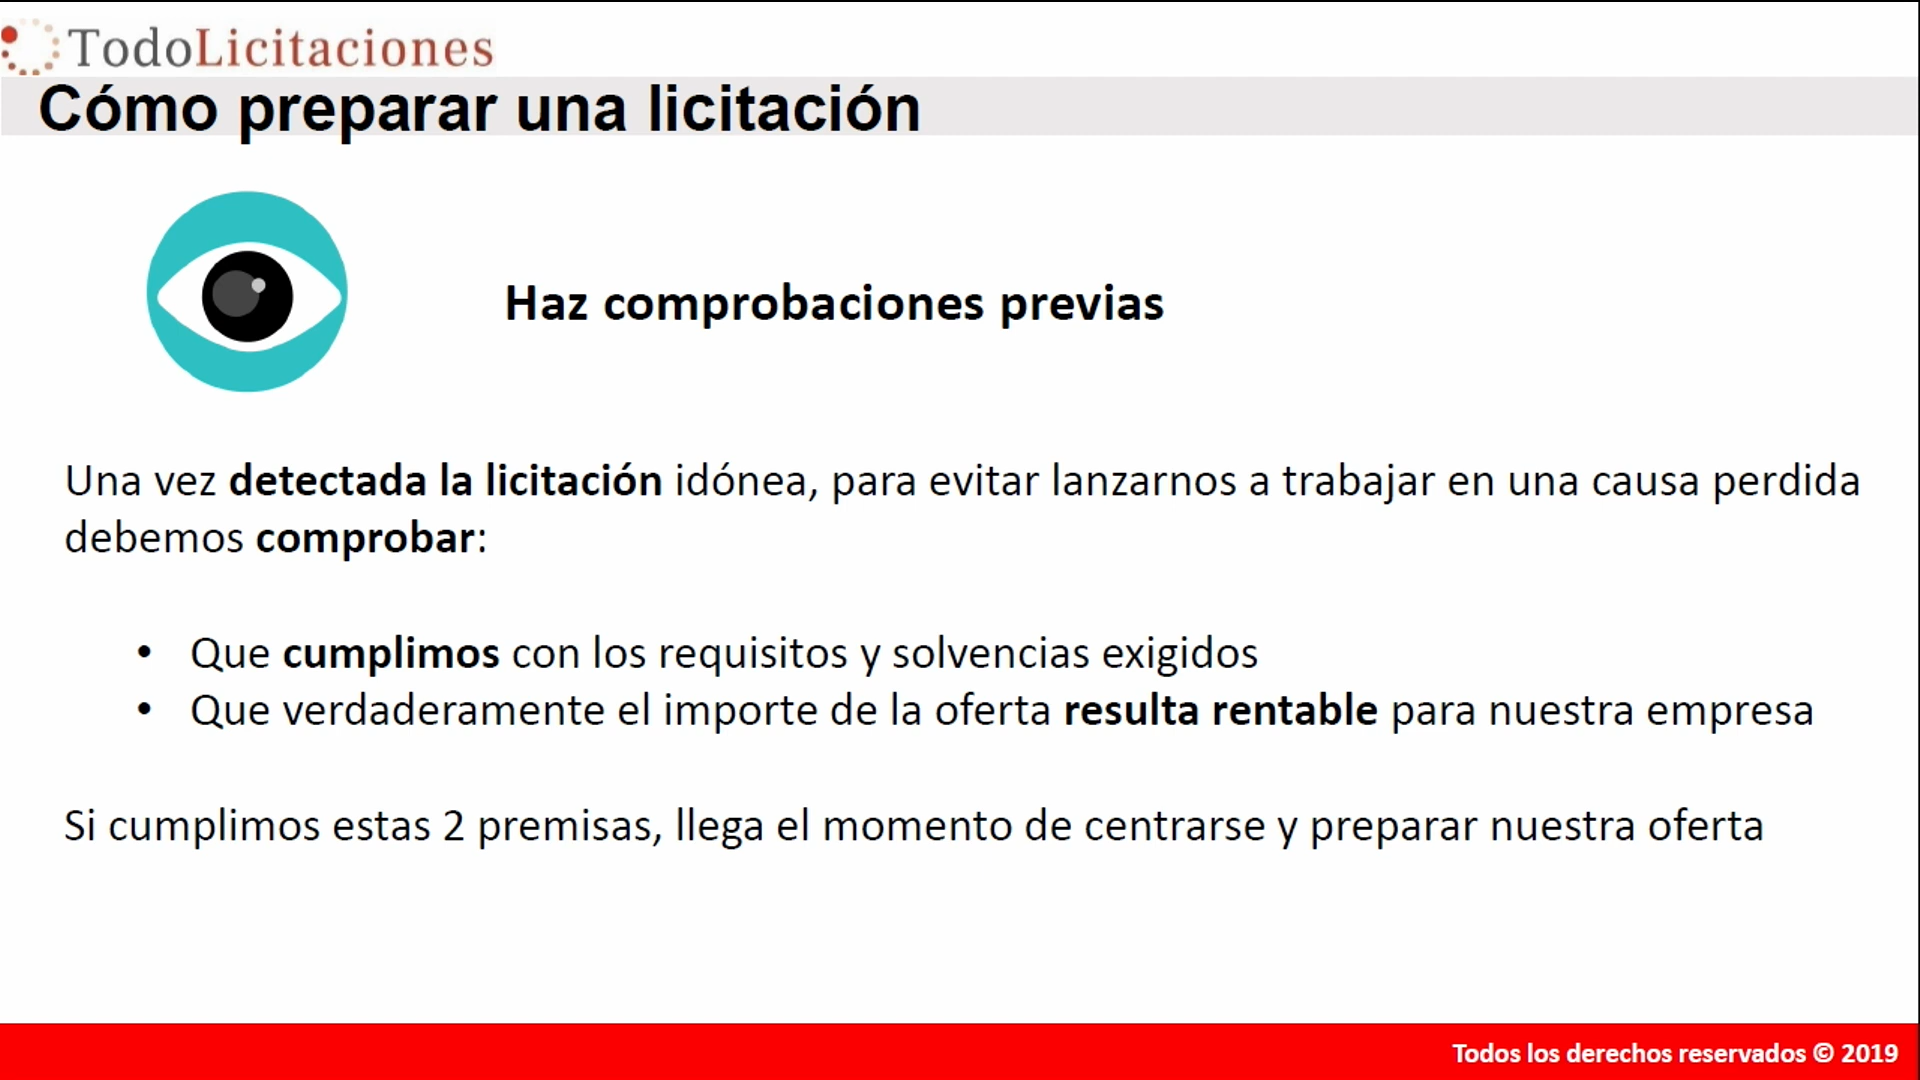 TodoLicitaciones
Cómo preparar una licitación
Haz comprobaciones previas
Una vez detectada la licitación idónea, para evitar lanzarnos a trabajar en una causa perdida
debemos comprobar:
• Que cumplimos con los requisitos y solvencias exigidos
• Que verdaderamente el importe de la oferta resulta rentable para nuestra empresa
Si cumplimos estas 2 premisas, llega el momento de centrarse y preparar nuestra oferta
Todos los derechos reservados © 2019